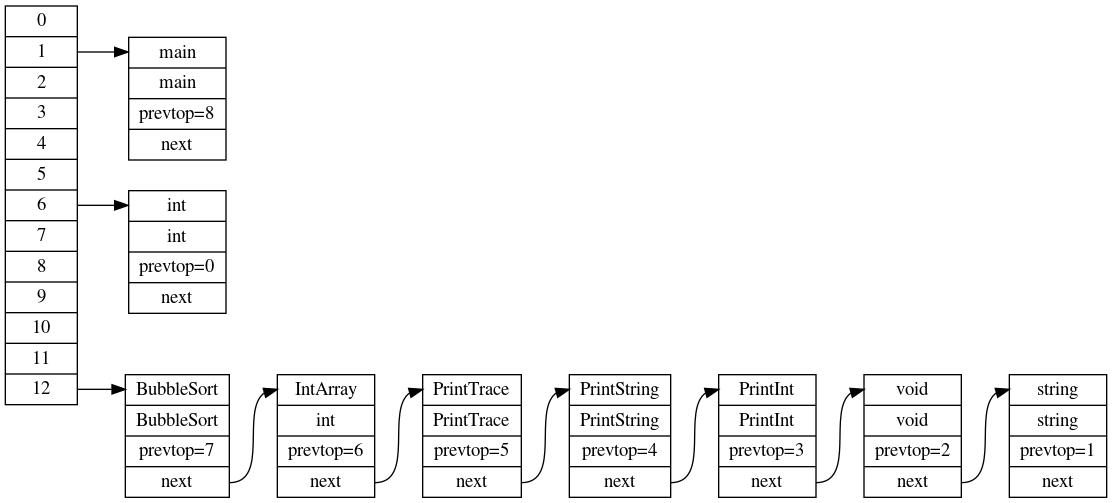 0
1
2
3
4
5
6
7
8
9
10
11
12
main
main
prevtop=8
next
int
int
prevtop=0
next
BubbleSort
BubbleSort
prevtop=7
next
IntArray
int
prevtop=6
next
PrintTrace
PrintTrace
prevtop=5
next
PrintString
PrintString
prevtop=4
next
PrintInt
PrintInt
prevtop=3
next
void
void
prevtop=2
next
string
string
prevtop=1
next